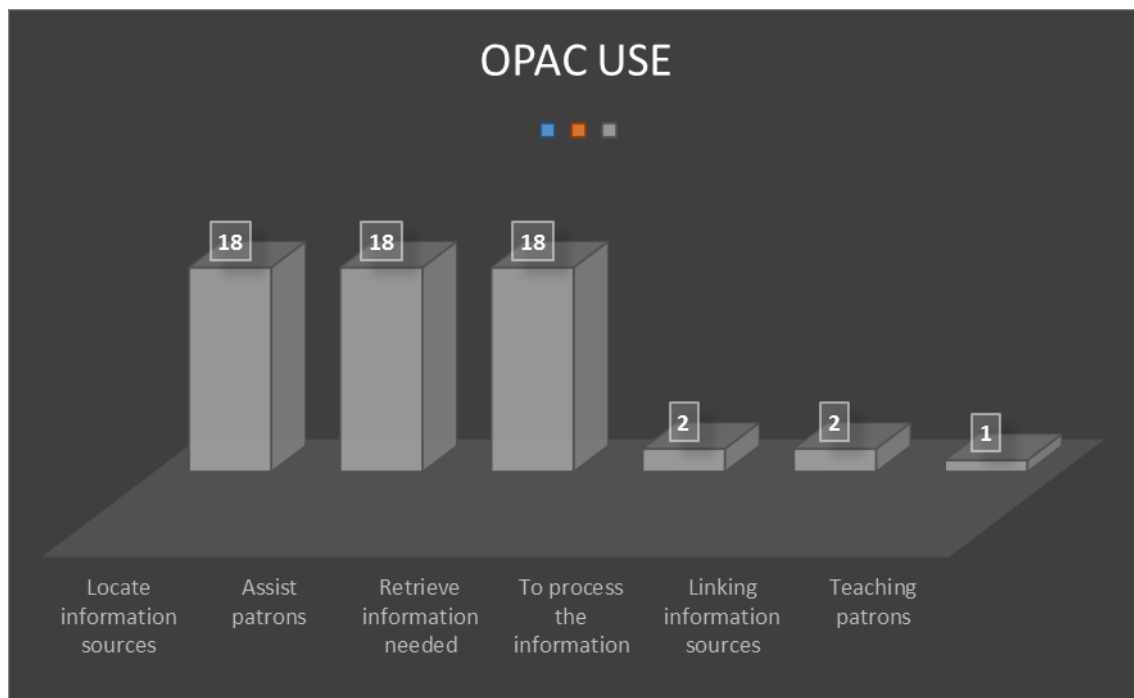 OPAC USE
18 18 18 2 2 1
Locate information sources
Assist patrons
Retrieve information needed
To process the information
Linking information sources
Teaching patrons